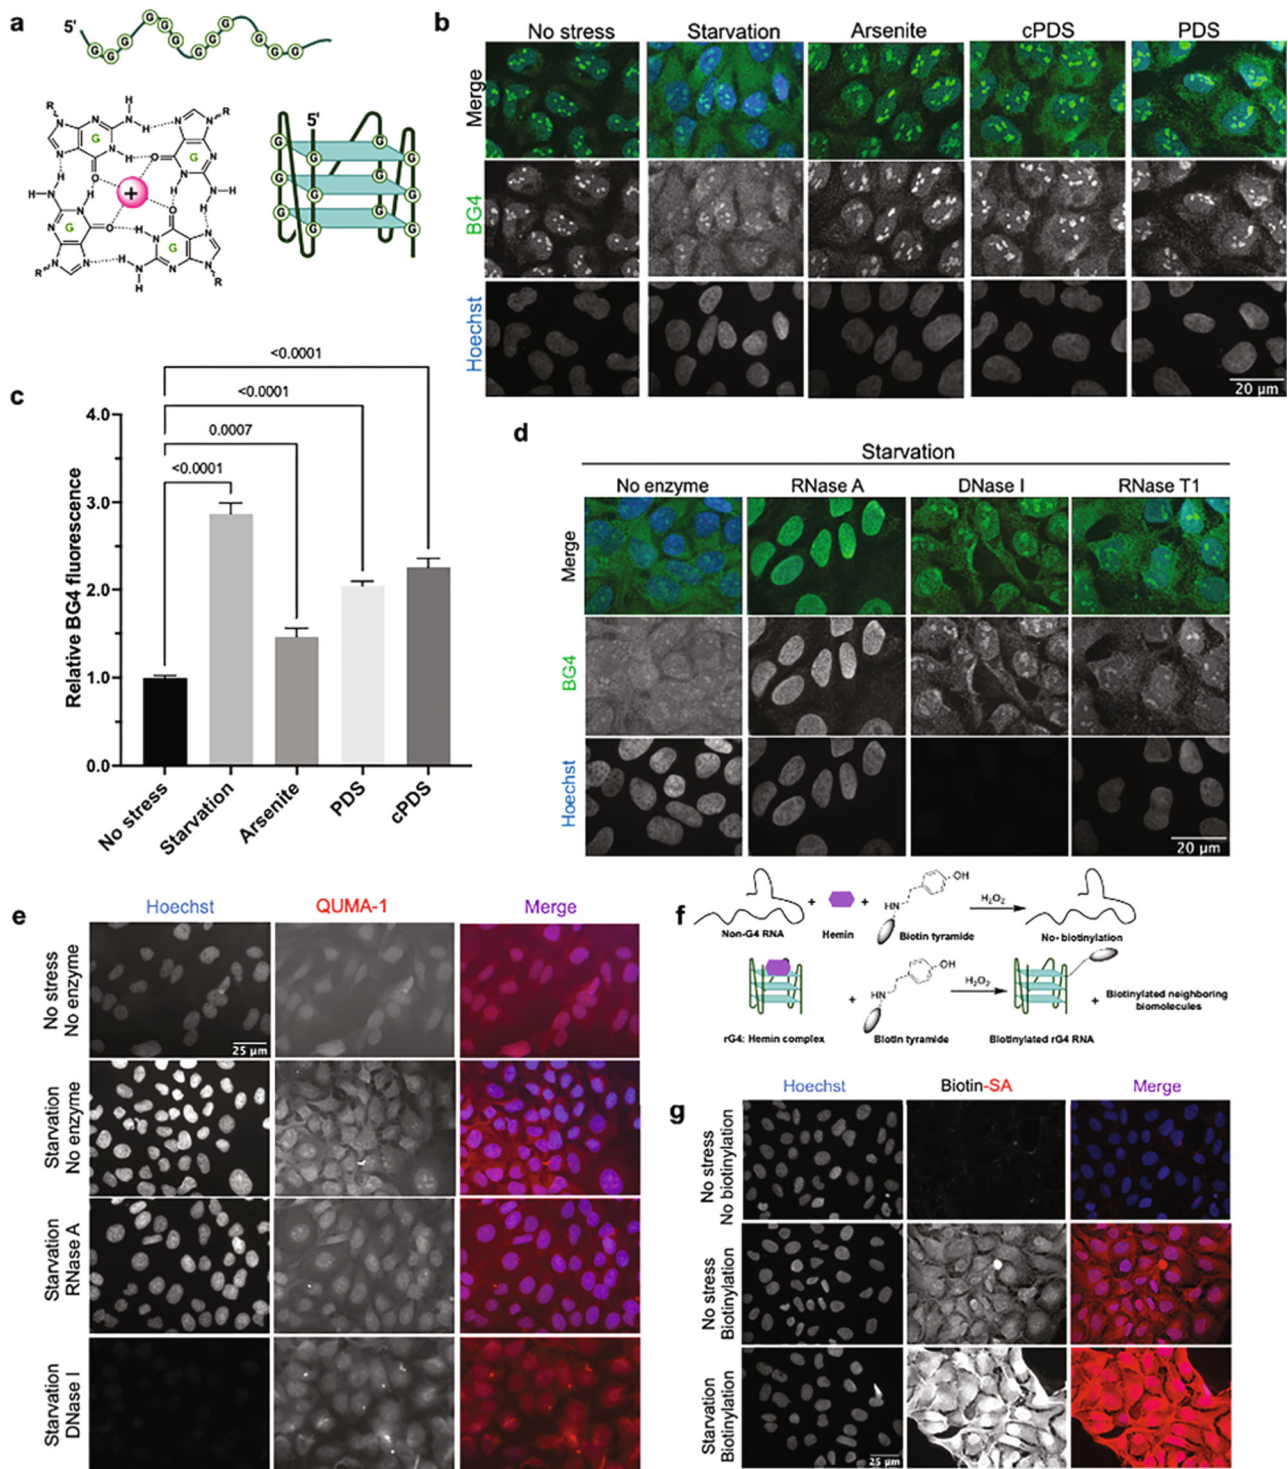 a
5'
G G G G G G G G G G G G
R
H
N
N
H
R
N
N
N
H
N
G
G
N
N
N
H
O
N
H
O
H
H
N
+
H
N
H
N
H
O
H
G
O
H
N
G
N
N
N
H
N
N
N
R
H
R
5'
G G G G
G G G G
G G G G
b
No stress Starvation Arsenite cPDS PDS
Merge
BG4
Hoechst
20 μm
c
<0.0001
<0.0001
0.0007
<0.0001
Relative BG4 fluorescence
4.0
3.0
2.0
1.0
0.0
No stress
Starvation
Arsenite
PDS
cPDS
d
Starvation
No enzyme RNase A DNase I RNase T1
Merge
BG4
Hoechst
20 μm
e
Hoechst QUMA-1 Merge
No stress
No enzyme
25 μm
Starvation
No enzyme
Starvation
RNase A
Starvation
DNase I
f
OH
HN
H2O2
+ +
Non-G4 RNA Hemin Biotin tyramide No- biotinylation
OH
HN
H2O2
+ +
Biotinylated neighboring
biomolecules
rG4: Hemin complex Biotin tyramide Biotinylated rG4 RNA
g
Hoechst Biotin-SA Merge
No stress
No biotinylation
No stress
Biotinylation
Starvation
Biotinylation
25 μm